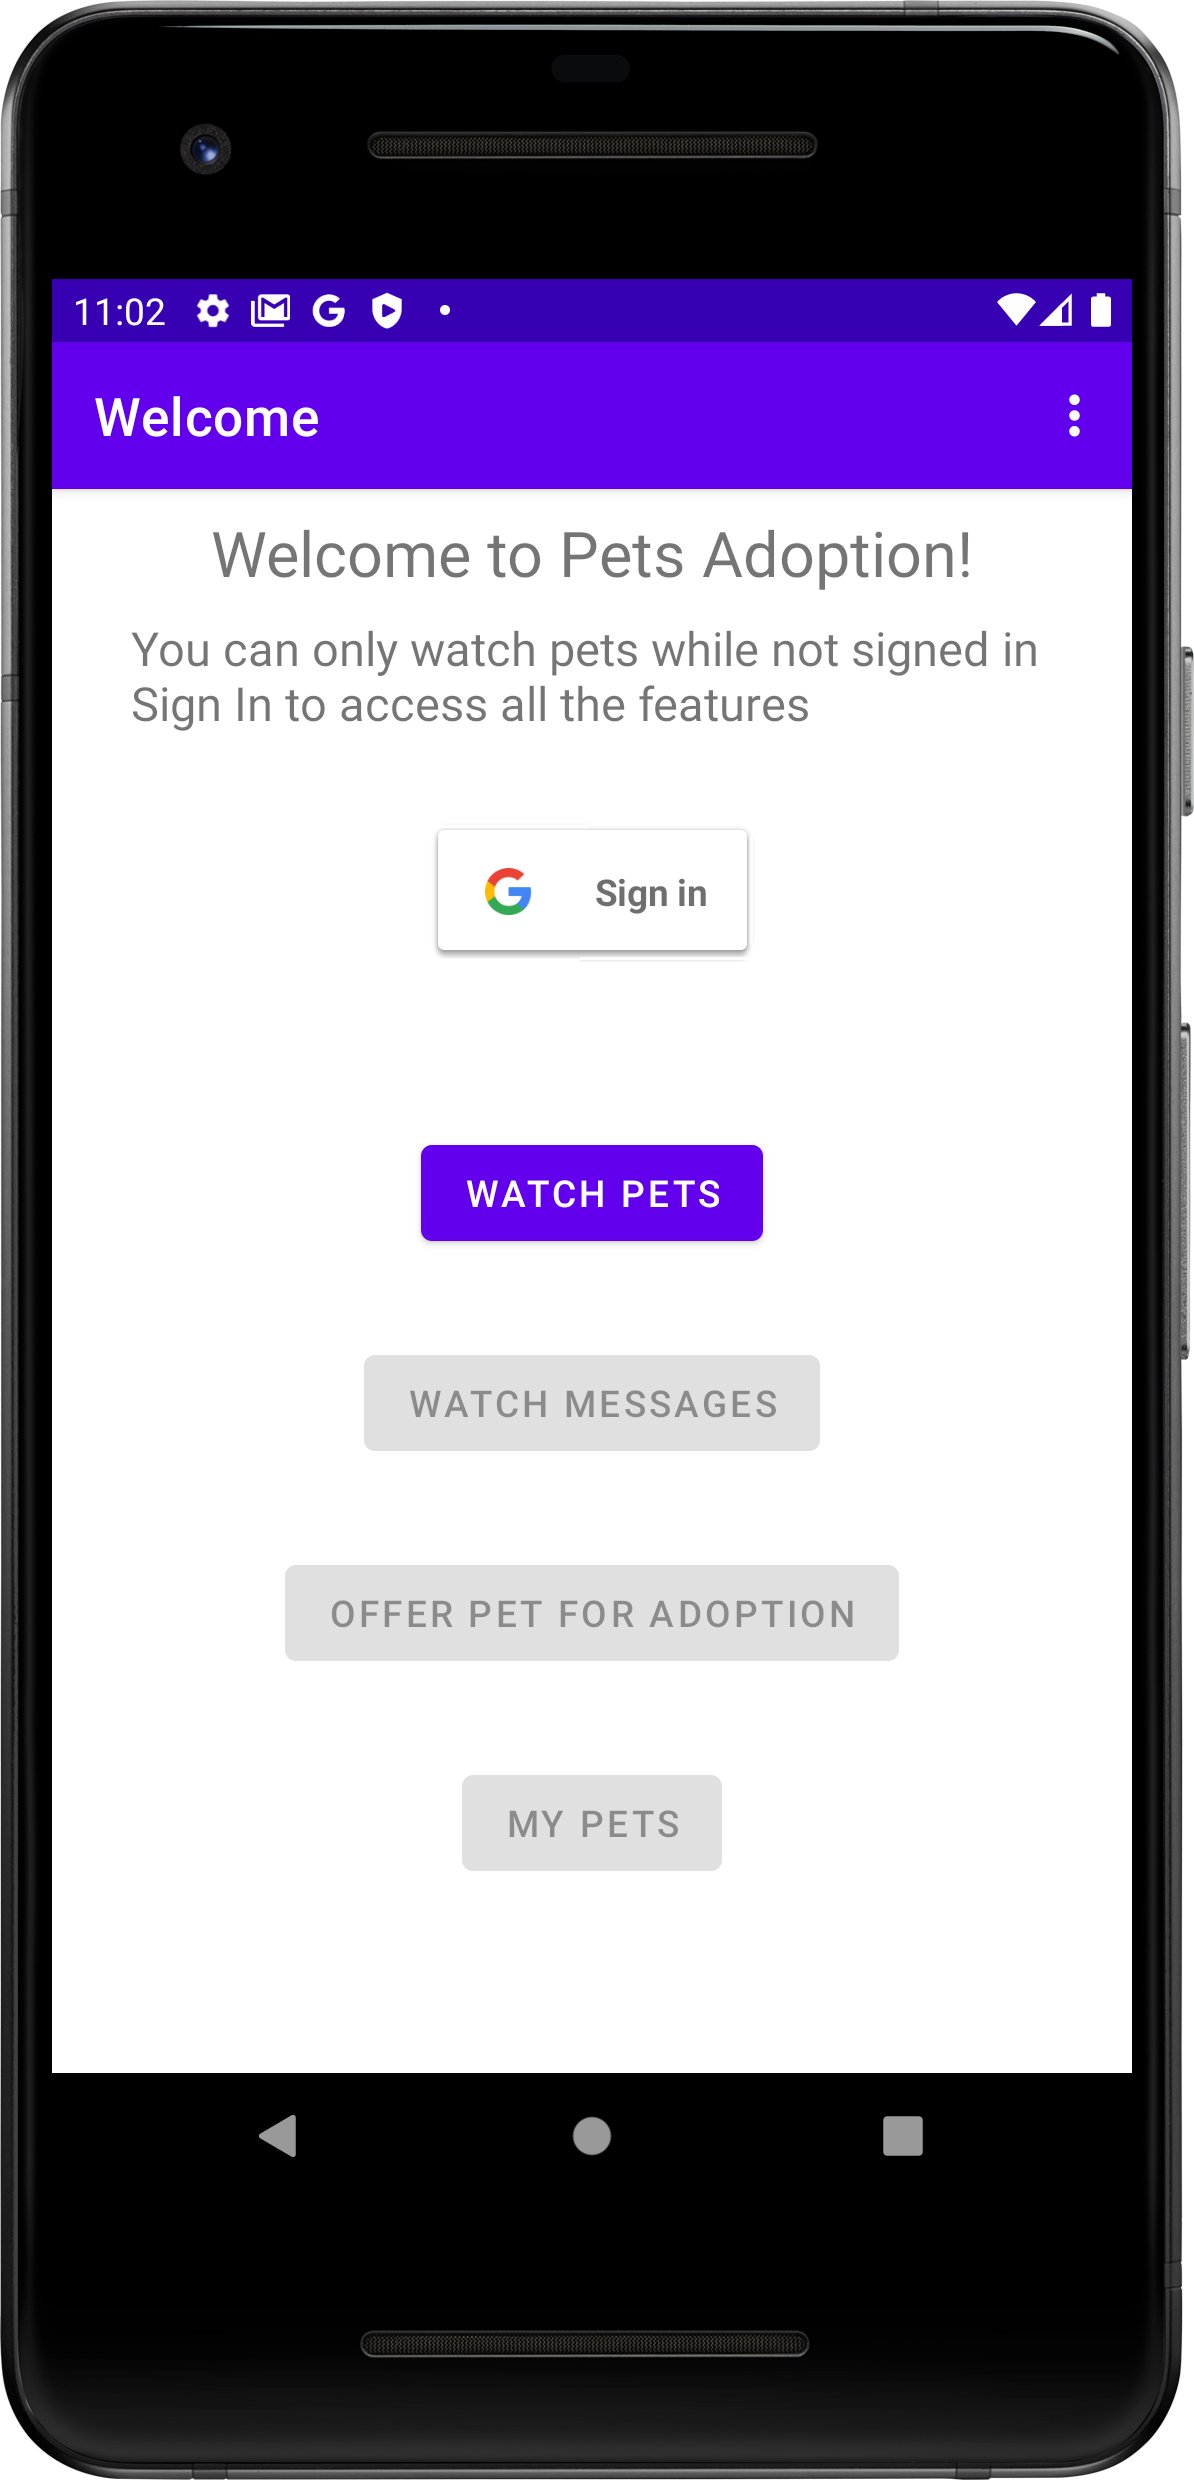 11:02
Welcome
Welcome to Pets Adoption!
You can only watch pets while not signed in
Sign In to access all the features
Sign in
WATCH PETS
WATCH MESSAGES
OFFER PET FOR ADOPTION
MY PETS